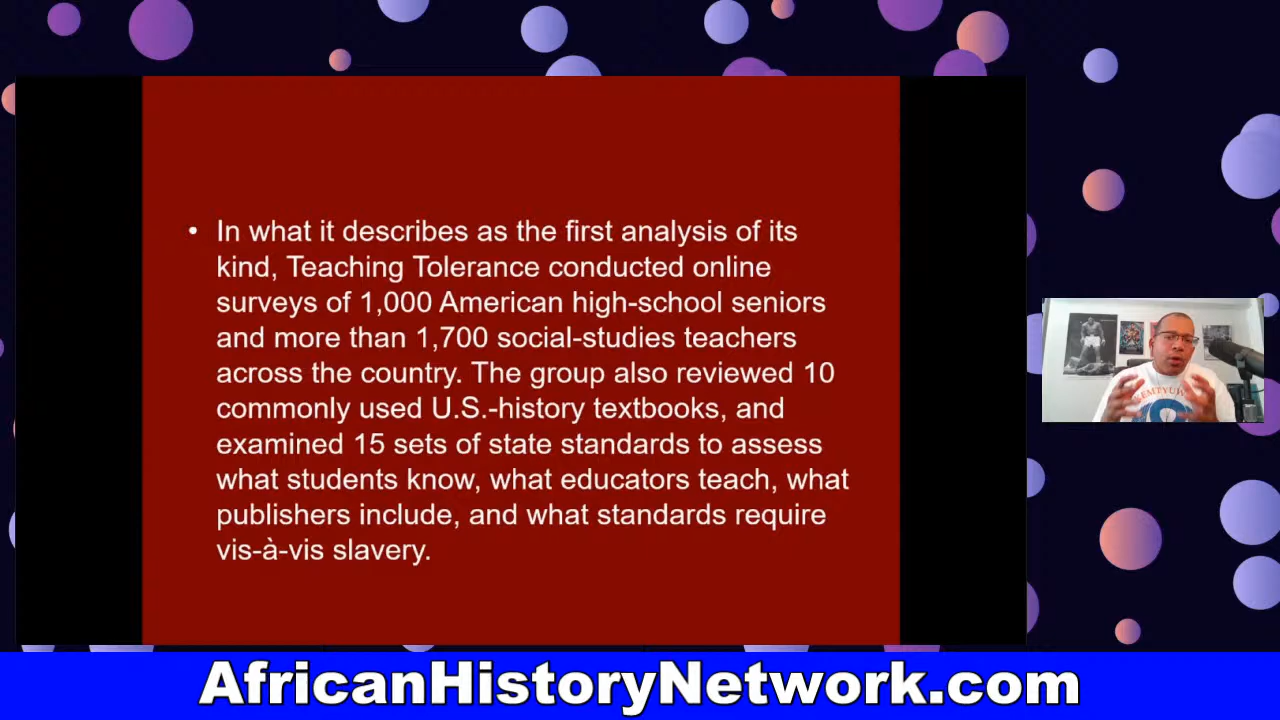 • In what it describes as the first analysis of its
kind, Teaching Tolerance conducted online
surveys of 1,000 American high-school seniors
and more than 1,700 social-studies teachers
across the country. The group also reviewed 10
commonly used U.S.-history textbooks, and
examined 15 sets of state standards to assess
what students know, what educators teach, what
publishers include, and what standards require
vis-à-vis slavery.
AfricanHistoryNetwork.com